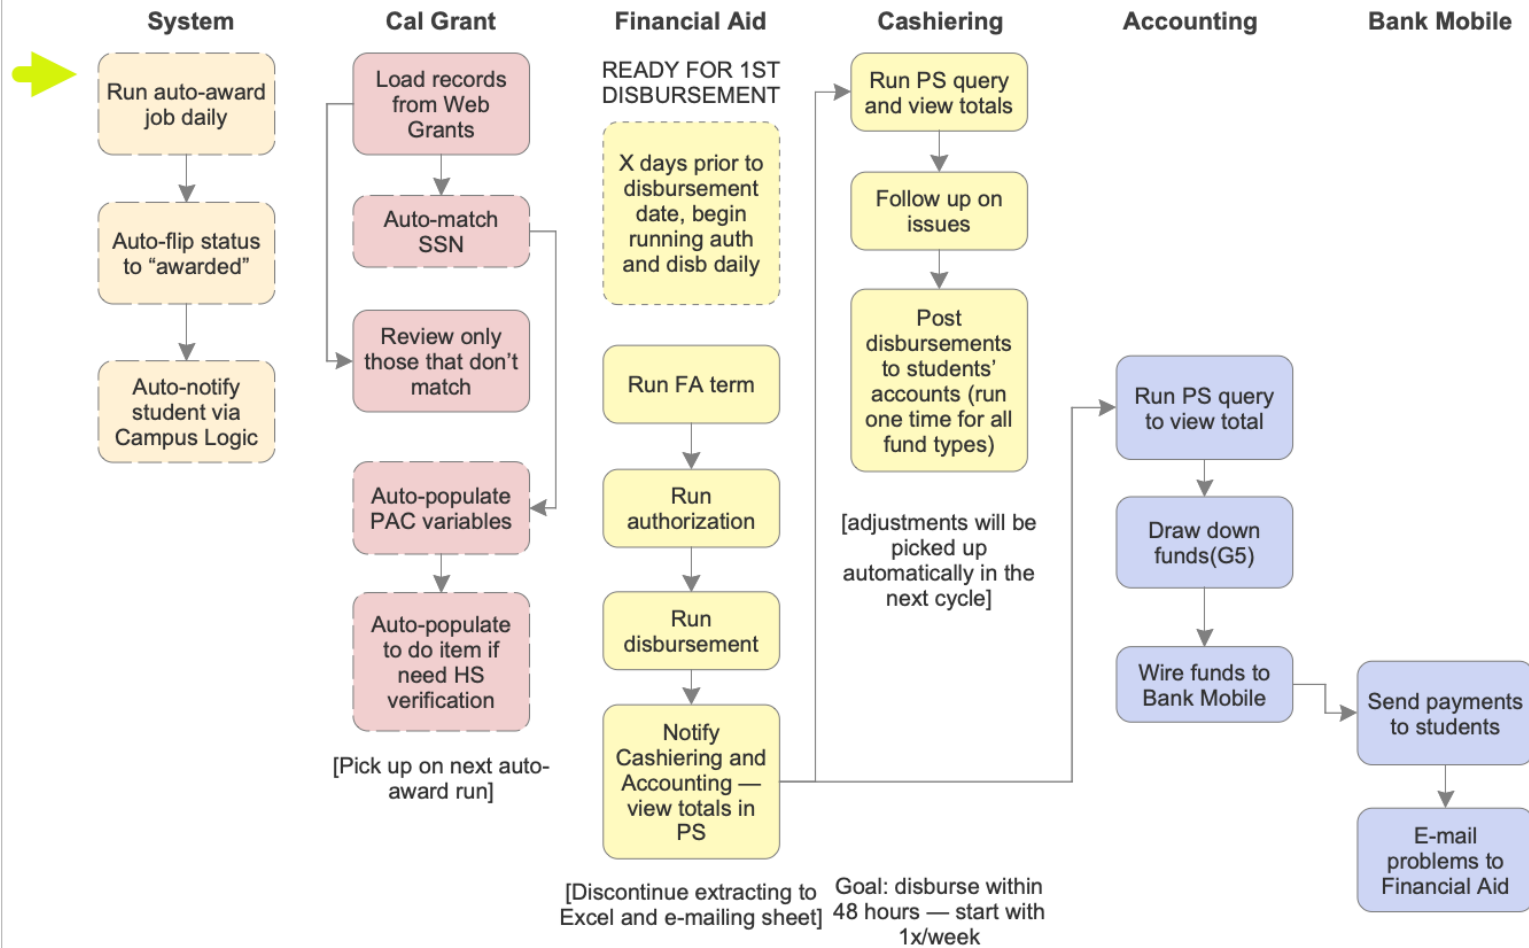 System
Cal Grant
Financial Aid
Cashiering
Accounting
Bank Mobile
Run auto-award
job daily
Auto-flip status
to “awarded”
Auto-notify
student via
Campus Logic
Load records
from Web
Grants
Auto-match
SSN
Review only
those that don’t
match
Auto-populate
PAC variables
Auto-populate
to do item if
need HS
verification
[Pick up on next auto-
award run]
READY FOR 1ST
DISBURSEMENT
X days prior to
disbursement
date, begin
running auth
and disb daily
Run FA term
Run
authorization
Run
disbursement
Notify
Cashiering and
Accounting —
view totals in
PS
[Discontinue extracting to
Excel and e-mailing sheet]
Run PS query
and view totals
Follow up on
issues
Post
disbursements
to students’
accounts (run
one time for all
fund types)
[adjustments will be
picked up
automatically in the
next cycle]
Goal: disburse within
48 hours — start with
1x/week
Run PS query
to view total
Draw down
funds(G5)
Wire funds to
Bank Mobile
Send payments
to students
E-mail
problems to
Financial Aid